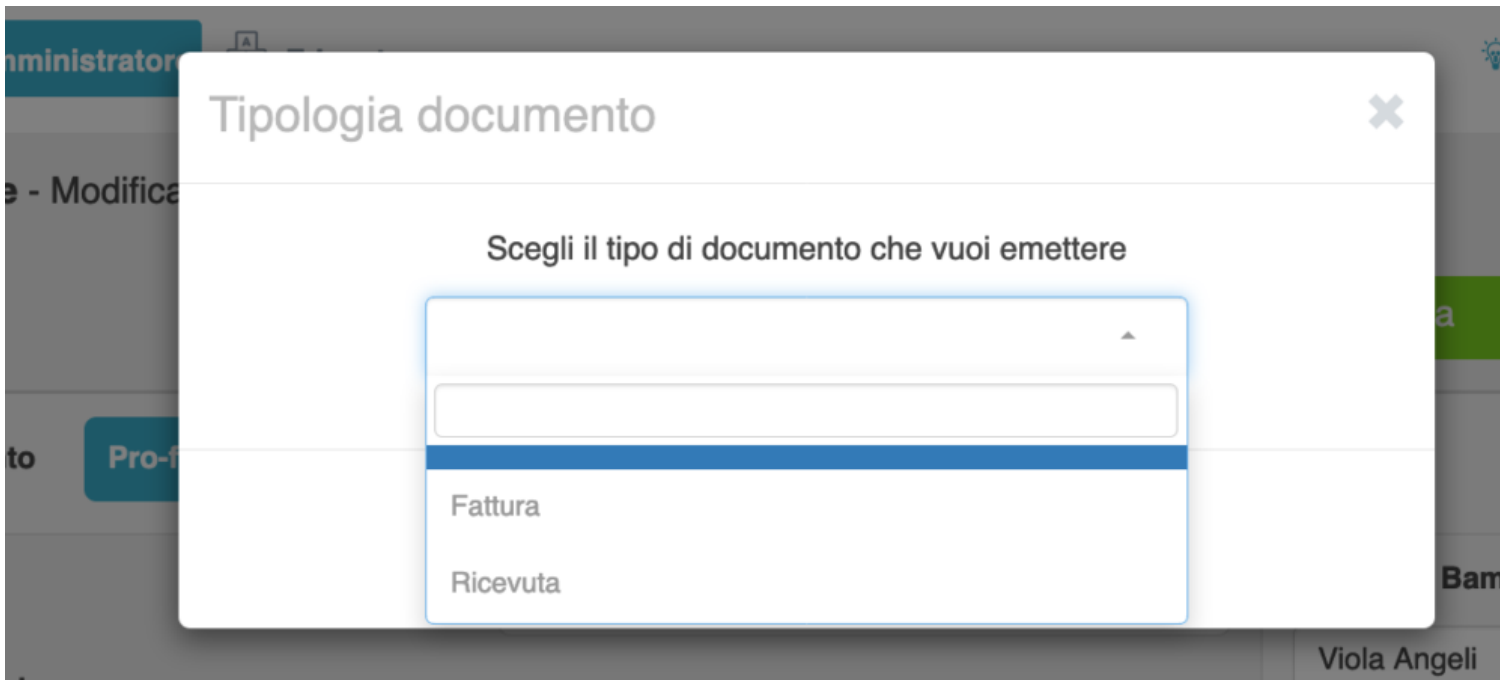 mministratore
Tipologia documento
e - Modifica
Scegli il tipo di documento che vuoi emettere
a
to
Pro-f
Fattura
Ricevuta
Bam
Viola Angeli